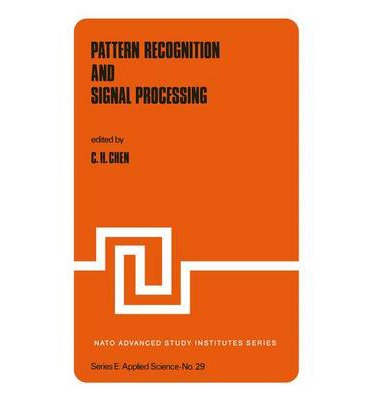 PATTERN RECOGNITION
AND
SIGNAL PROCESSING
edited by
C. H. CHEN
NATO ADVANCED STUDY INSTITUTES SERIES
Series E: Applied Science-No. 29